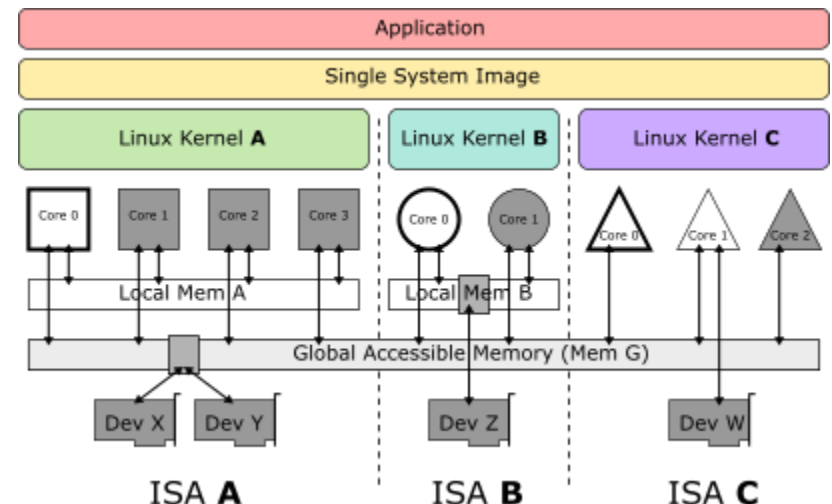 Application
Single System Image
Linux Kernel A
Linux Kernel B
Linux Kernel C
Core 0
Core 1
Core 2
Core 3
Core 0
Core 1
Core 0
Core 1
Core 2
Local Mem A
Local Mem B
Global Accessible Memory (Mem G)
Dev X
Dev Y
Dev Z
Dev W
ISA A
ISA B
ISA C